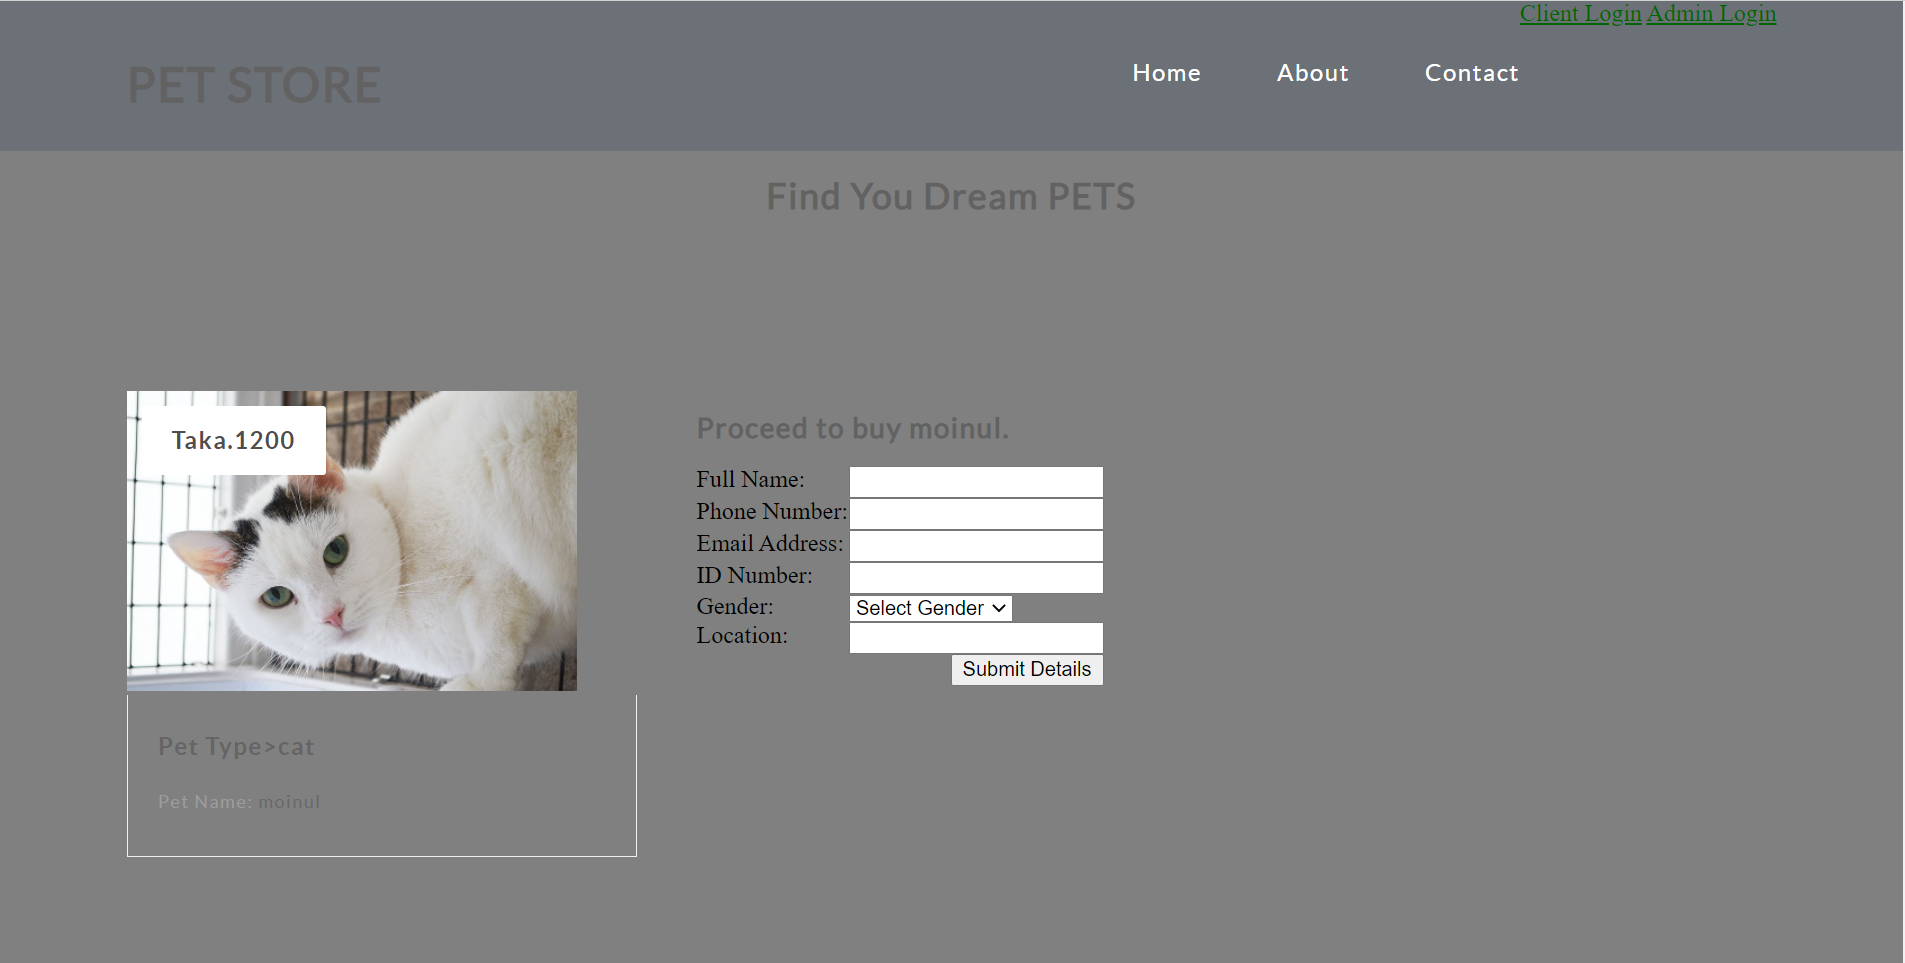 Client Login Admin Login
PET STORE
Home About Contact
Find You Dream PETS
Taka.1200
Proceed to buy moinul.
Full Name:
Phone Number:
Email Address:
ID Number:
Gender: Select Gender
Location:
Submit Details
Pet Type>cat
Pet Name: moinul